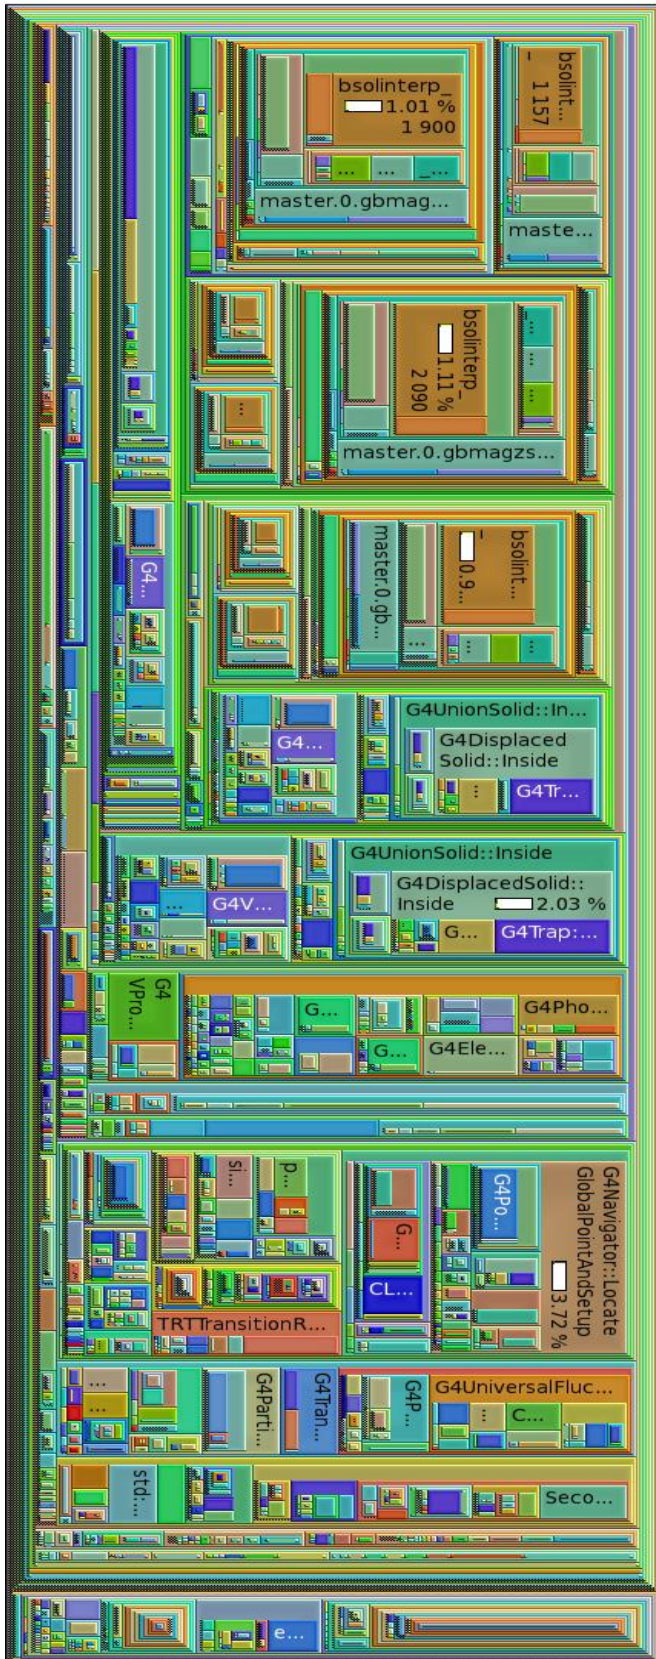 bsolinterp_
1.01 %
1 900
... ... _...
master.0.gbmag...
bsolint...
_
1 157
maste...
...
bsolinterp_
1.11 %
2 090
_...
...
...
master.0.gbmagzs...
G4...
master.0.gb...
...
bsolint...
_
0.9...
... ...
G4...
G4UnionSolid::In...
G4Displaced
Solid::Inside
...
G4Tr...
...
G4V...
G4UnionSolid::Inside
G4DisplacedSolid::
Inside 2.03 %
G...
G4Trap:...
G4
VPro...
G...
G4Pho...
G...
G4Ele...
si...
p...
TRTTransitionR...
G...
CL...
G4Po...
G4Navigator::Locate
GlobalPointAndSetup
3.72 %
...
...
G4Parti...
G4Tran...
G4P...
G4UniversalFluc...
...
C...
std:...
Seco...
e...